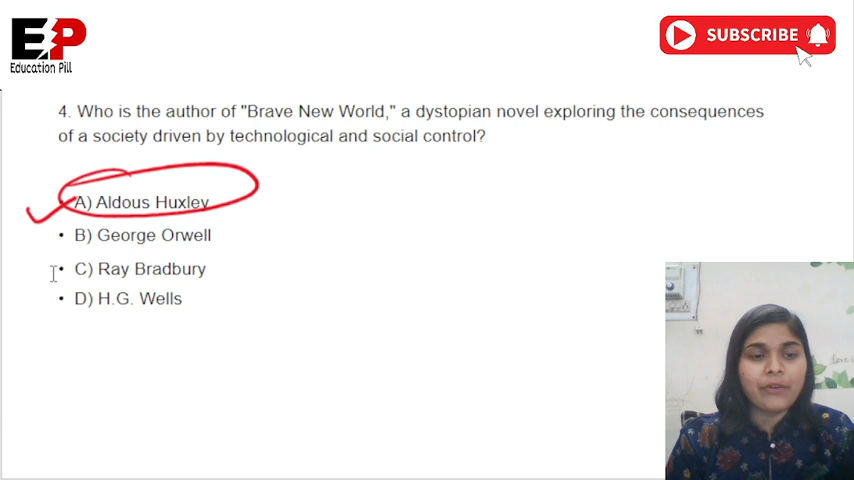 EP
Education Pill
SUBSCRIBE
4. Who is the author of "Brave New World," a dystopian novel exploring the consequences
of a society driven by technological and social control?
A) Aldous Huxley
• B) George Orwell
• C) Ray Bradbury
• D) H.G. Wells